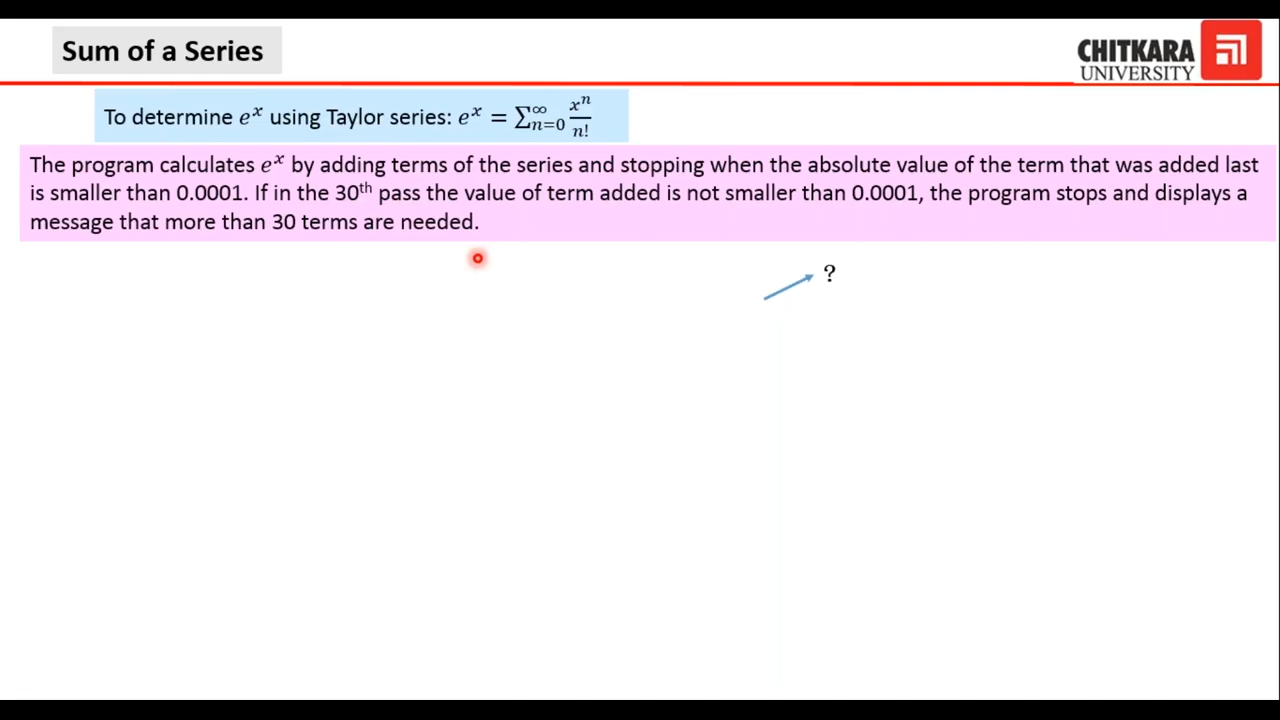 Sum of a Series
CHITKARA
UNIVERSITY
To determine eˣ using Taylor series: eˣ = ∑_{n=0}^{∞} xⁿ/n!
The program calculates eˣ by adding terms of the series and stopping when the absolute value of the term that was added last
is smaller than 0.0001. If in the 30ᵗʰ pass the value of term added is not smaller than 0.0001, the program stops and displays a
message that more than 30 terms are needed.
?